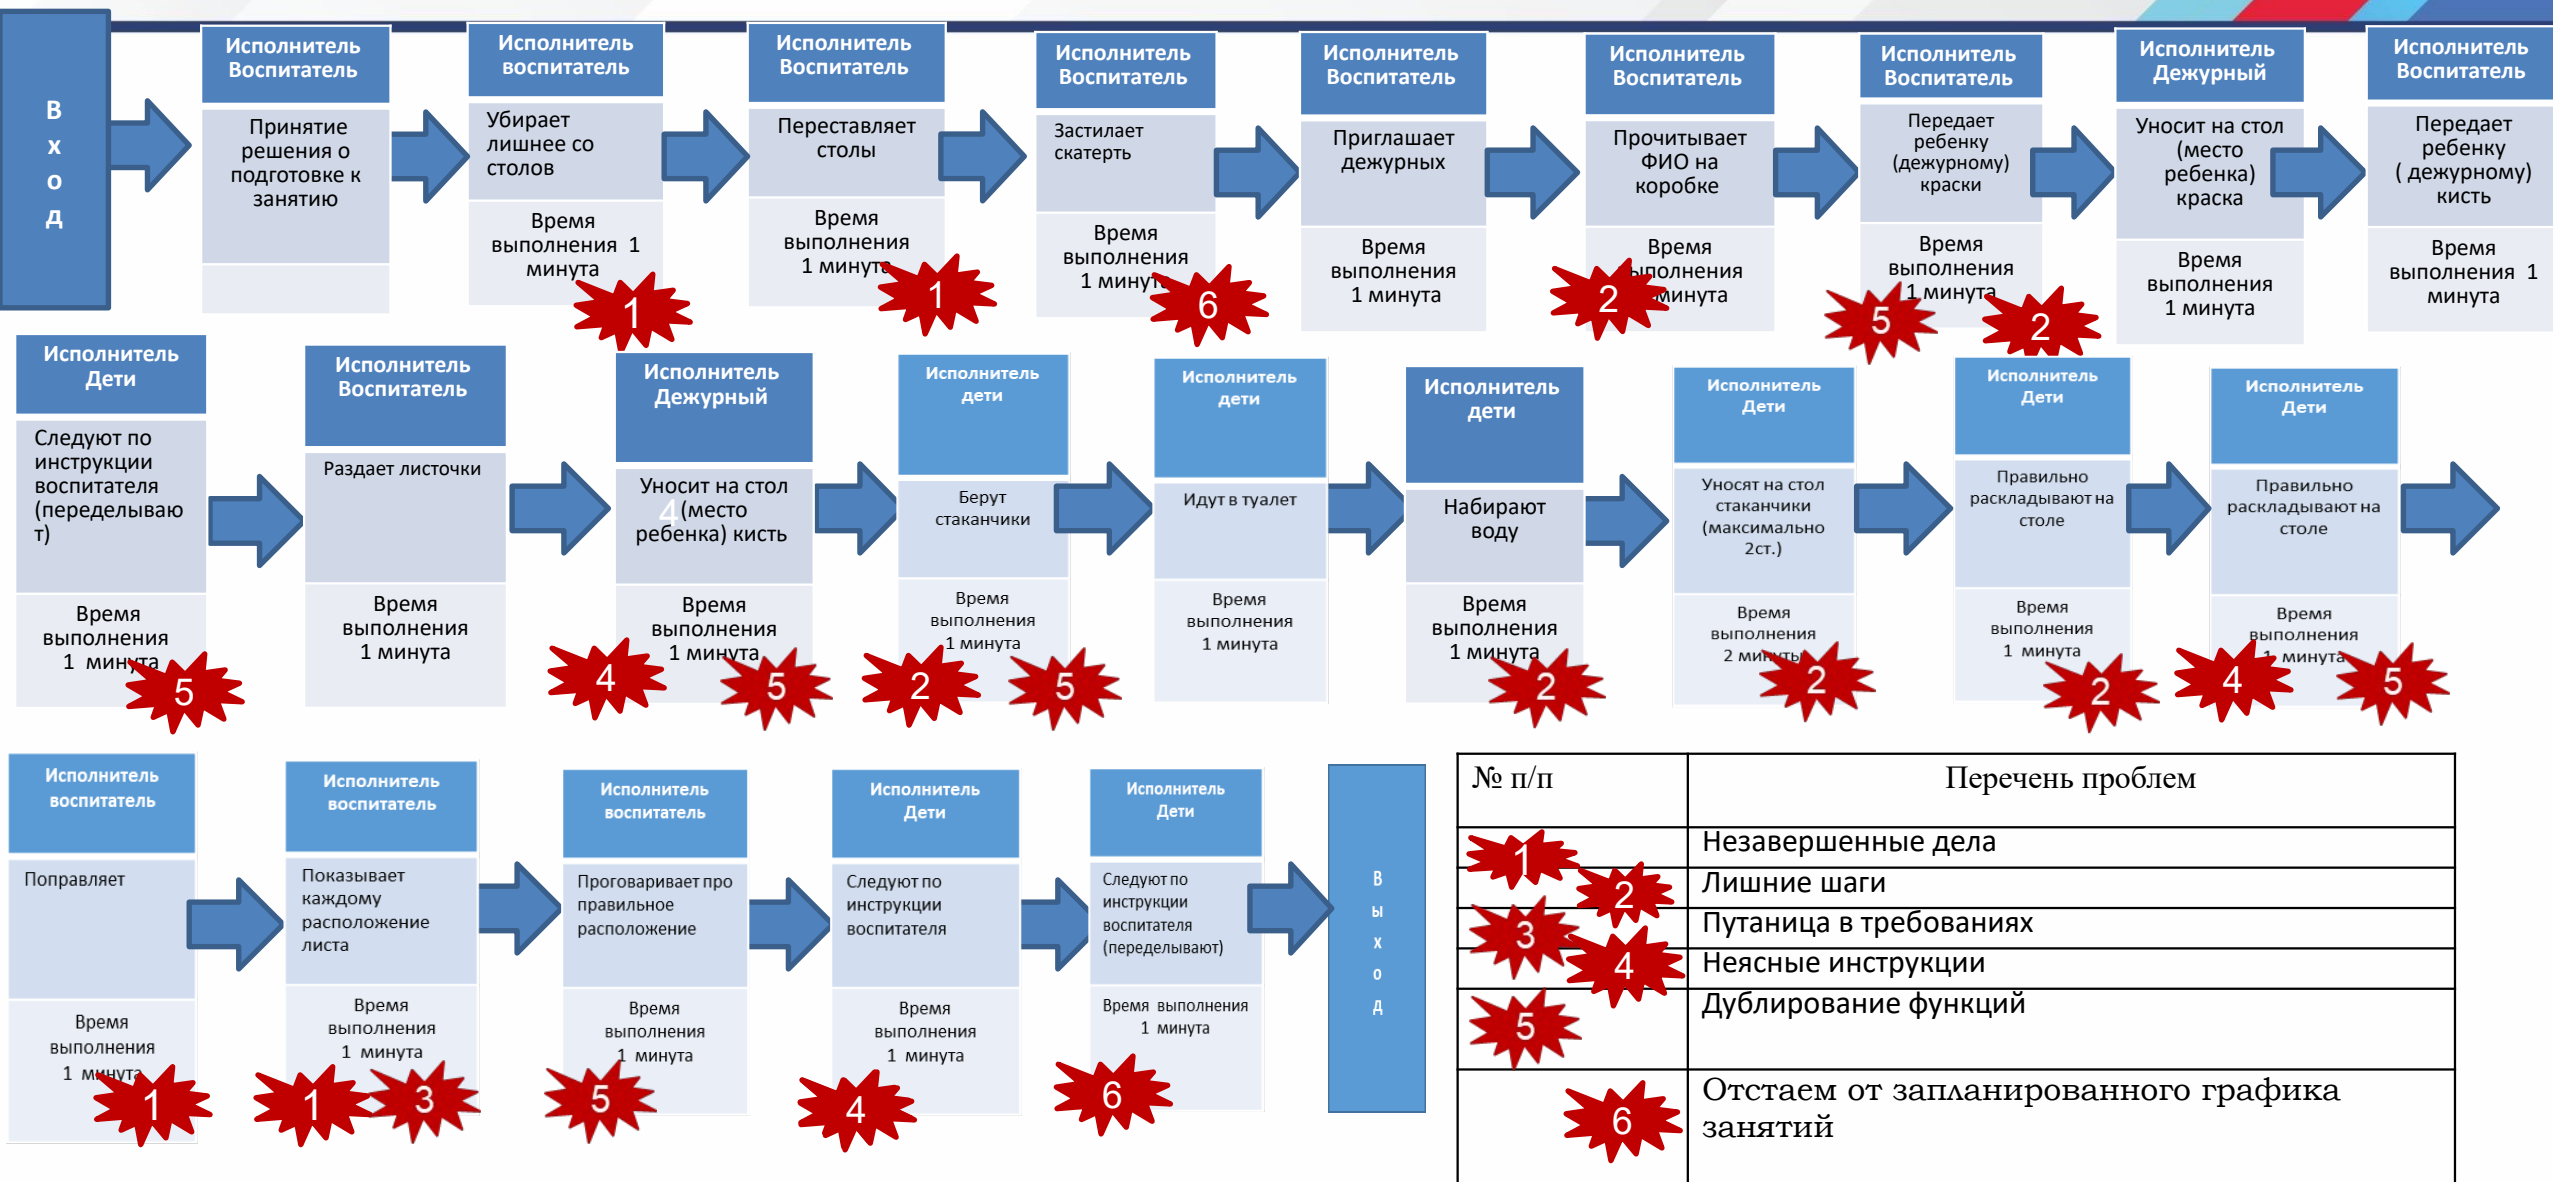 В
х
о
д
Исполнитель
Воспитатель
Принятие
решения о
подготовке к
занятию
Исполнитель
воспитатель
Убирает
лишнее со
столов
Время
выполнения 1
минута
1
Исполнитель
Воспитатель
Переставляет
столы
Время
выполнения
1 минута
1
Исполнитель
Воспитатель
Застилает
скатерть
Время
выполнения
1 минута
6
Исполнитель
Воспитатель
Приглашает
дежурных
Время
выполнения
1 минута
Исполнитель
Воспитатель
Прочитывает
ФИО на
коробке
Время
выполнения
минута
2
Исполнитель
Воспитатель
Передает
ребенку
(дежурному)
краски
Время
выполнения
1 минута
5
2
Исполнитель
Дежурный
Уносит на стол
(место
ребенка)
краска
Время
выполнения
1 минута
Исполнитель
Воспитатель
Передает
ребенку
( дежурному)
кисть
Время
выполнения 1
минута
Исполнитель
Дети
Следуют по
инструкции
воспитателя
(переделываю
т)
Время
выполнения
1 минута
5
Исполнитель
Воспитатель
Раздает листочки
Время
выполнения
1 минута
Исполнитель
Дежурный
Уносит на стол
4 (место
ребенка) кисть
Время
выполнения
1 минута
4
5
Исполнитель
дети
Берут
стаканчики
Время
выполнения
1 минута
2
5
Исполнитель
дети
Идут в туалет
Время
выполнения
1 минута
Исполнитель
дети
Набирают
воду
Время
выполнения
1 минута
2
Исполнитель
Дети
Уносят на стол
стаканчики
(максимально
2ст.)
Время
выполнения
2 минуты
2
Исполнитель
Дети
Правильно
раскладывают на
столе
Время
выполнения
1 минута
2
Исполнитель
Дети
Правильно
раскладывают на
столе
Время
выполнения
1 минута
4
5
Исполнитель
воспитатель
Поправляет
Время
выполнения
1 минута
1
Исполнитель
воспитатель
Показывает
каждому
расположение
листа
Время
выполнения
1 минута
1
3
Исполнитель
воспитатель
Проговаривает про
правильное
расположение
Время
выполнения
1 минута
5
Исполнитель
Дети
Следуют по
инструкции
воспитателя
Время
выполнения
1 минута
4
Исполнитель
Дети
Следуют по
инструкции
воспитателя
(переделывают)
Время выполнения
1 минута
6
В
ы
х
о
д
№ п/п Перечень проблем
1 Незавершенные дела
2 Лишние шаги
3 Путаница в требованиях
4 Неясные инструкции
5 Дублирование функций
6 Отстаем от запланированного графика
занятий